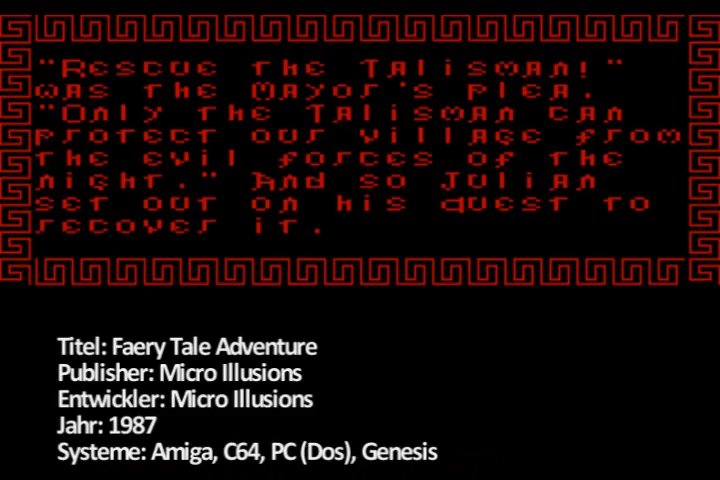 "Rescue the Talisman!"
was the Mayor's plea.
"Only the Talisman can
protect our village from
the evil forces of the
night." And so Julian
set out on his quest to
recover it.
Titel: Faery Tale Adventure
Publisher: Micro Illusions
Entwickler: Micro Illusions
Jahr: 1987
Systeme: Amiga, C64, PC (Dos), Genesis